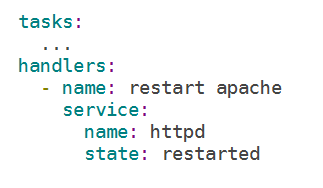 tasks:
  ...
handlers:
  - name: restart apache
    service:
      name: httpd
      state: restarted